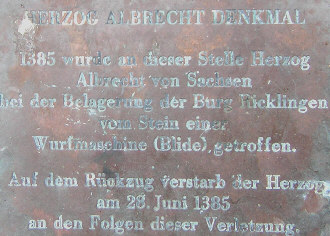 HERZOG ALBRECHT DENKMAL
1385 wurde an dieser Stelle Herzog
Albrecht von Sachsen
bei der Belagerung der Burg Ricklingen
vom Stein einer
Wurfmaschine (Blide) getroffen.
Auf dem Rückzug verstarb der Herzog
am 28. Juni 1385
an den Folgen dieser Verletzung.